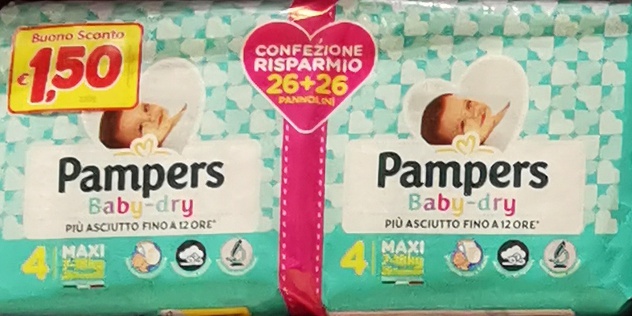 Buono Sconto
€1,50
CONFEZIONE
RISPARMIO
26+26
PANNOLINI
Pampers
Baby-dry
PIÙ ASCIUTTO FINO A 12 ORE*
4 MAXI
Pampers
Baby-dry
PIÙ ASCIUTTO FINO A 12 ORE*
4 MAXI